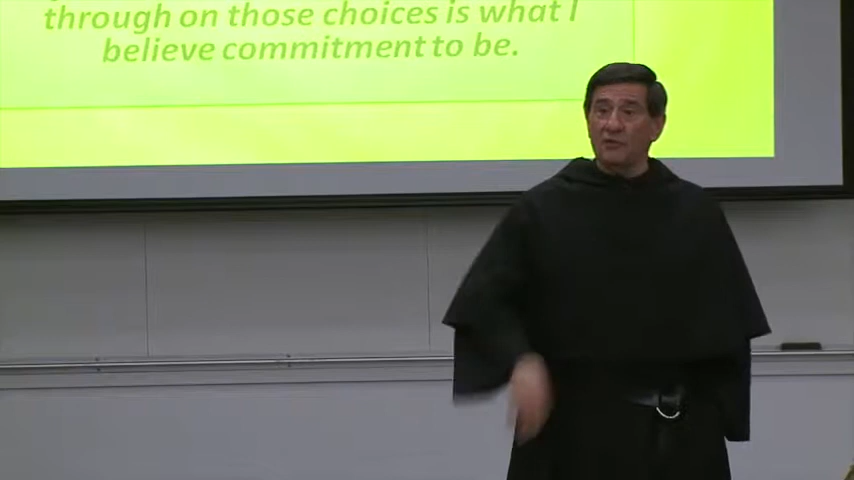 through on those choices is what I
believe commitment to be.